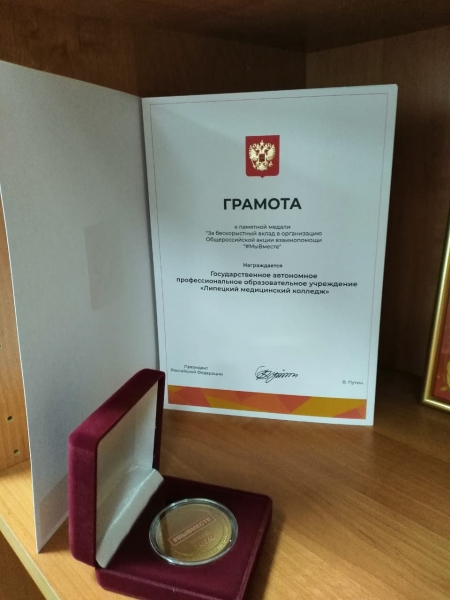 ГРАМОТА
к памятной медали
"За бескорыстный вклад в организацию
Общероссийской акции взаимопомощи
"#МыВместе"
Награждается
Государственное автономное
профессиональное образовательное учреждение
«Липецкий медицинский колледж»
Президент
Российской Федерации
В. Путин
#МЫВМЕСТЕ